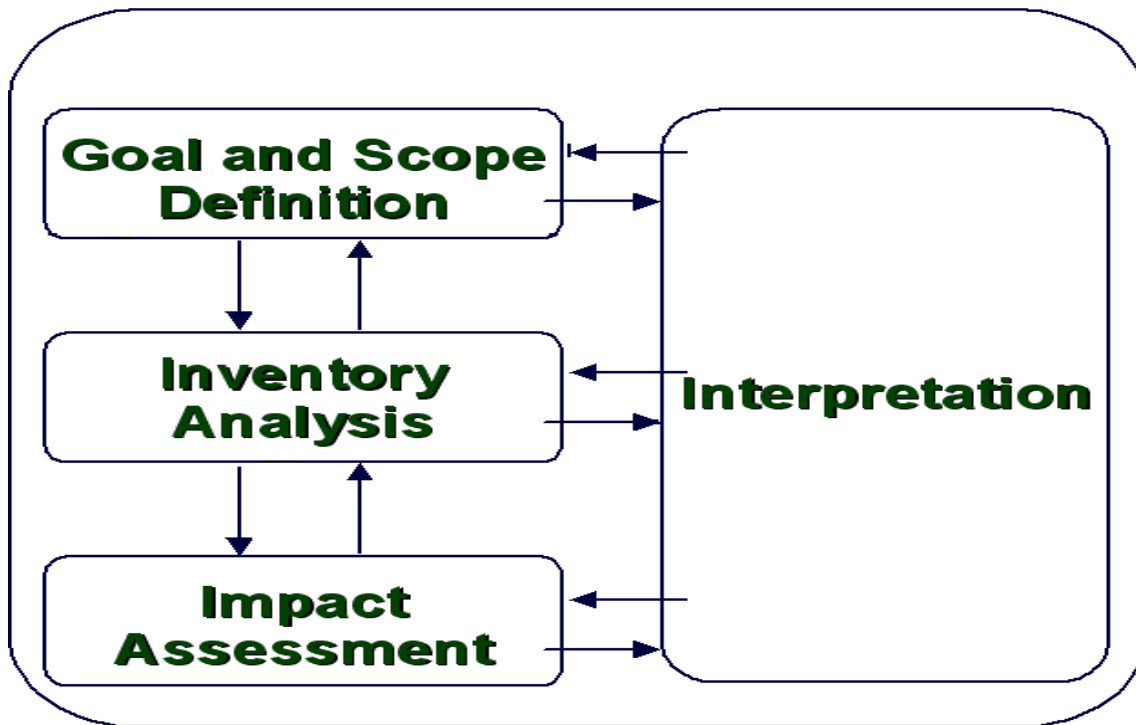 Goal and Scope
Definition
Inventory
Analysis
Interpretation
Impact
Assessment